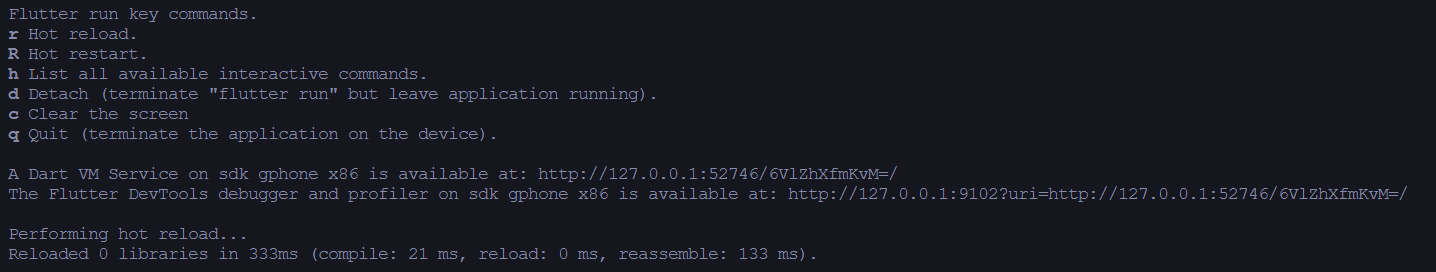 Flutter run key commands.
r Hot reload.
R Hot restart.
h List all available interactive commands.
d Detach (terminate "flutter run" but leave application running).
c Clear the screen
q Quit (terminate the application on the device).
A Dart VM Service on sdk gphone x86 is available at: http://127.0.0.1:52746/6VlZhXfmKvM=/
The Flutter DevTools debugger and profiler on sdk gphone x86 is available at: http://127.0.0.1:9102?uri=http://127.0.0.1:52746/6VlZhXfmKvM=/
Performing hot reload...
Reloaded 0 libraries in 333ms (compile: 21 ms, reload: 0 ms, reassemble: 133 ms).